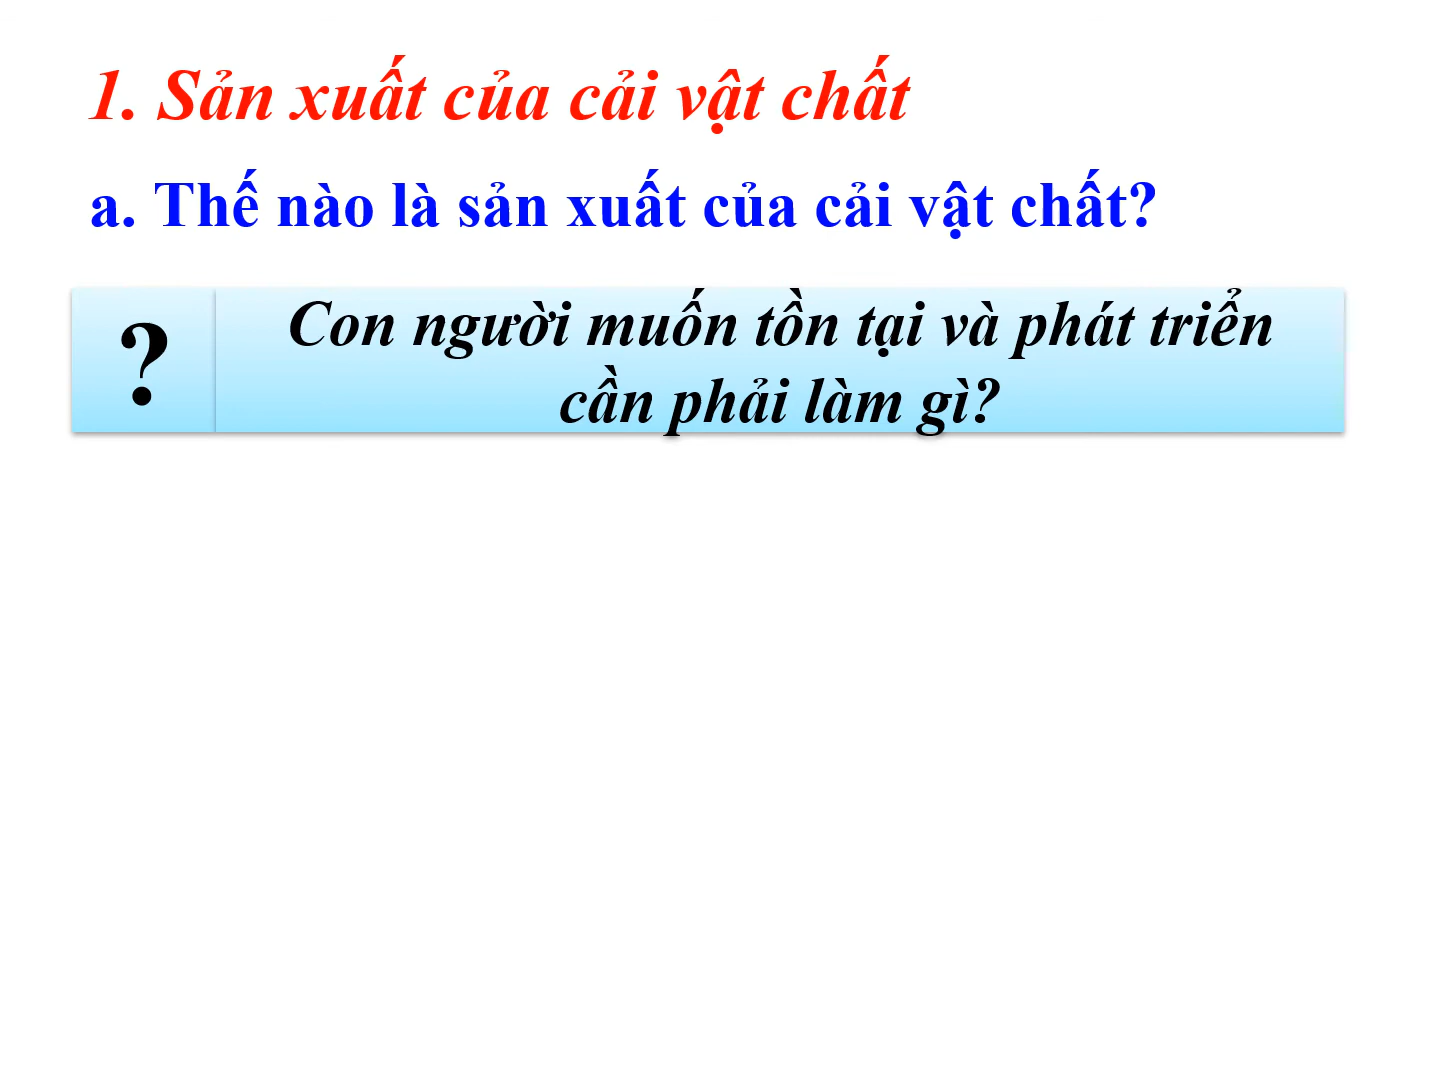 1. Sản xuất của cải vật chất
a. Thế nào là sản xuất của cải vật chất?
? Con người muốn tồn tại và phát triển
cần phải làm gì?